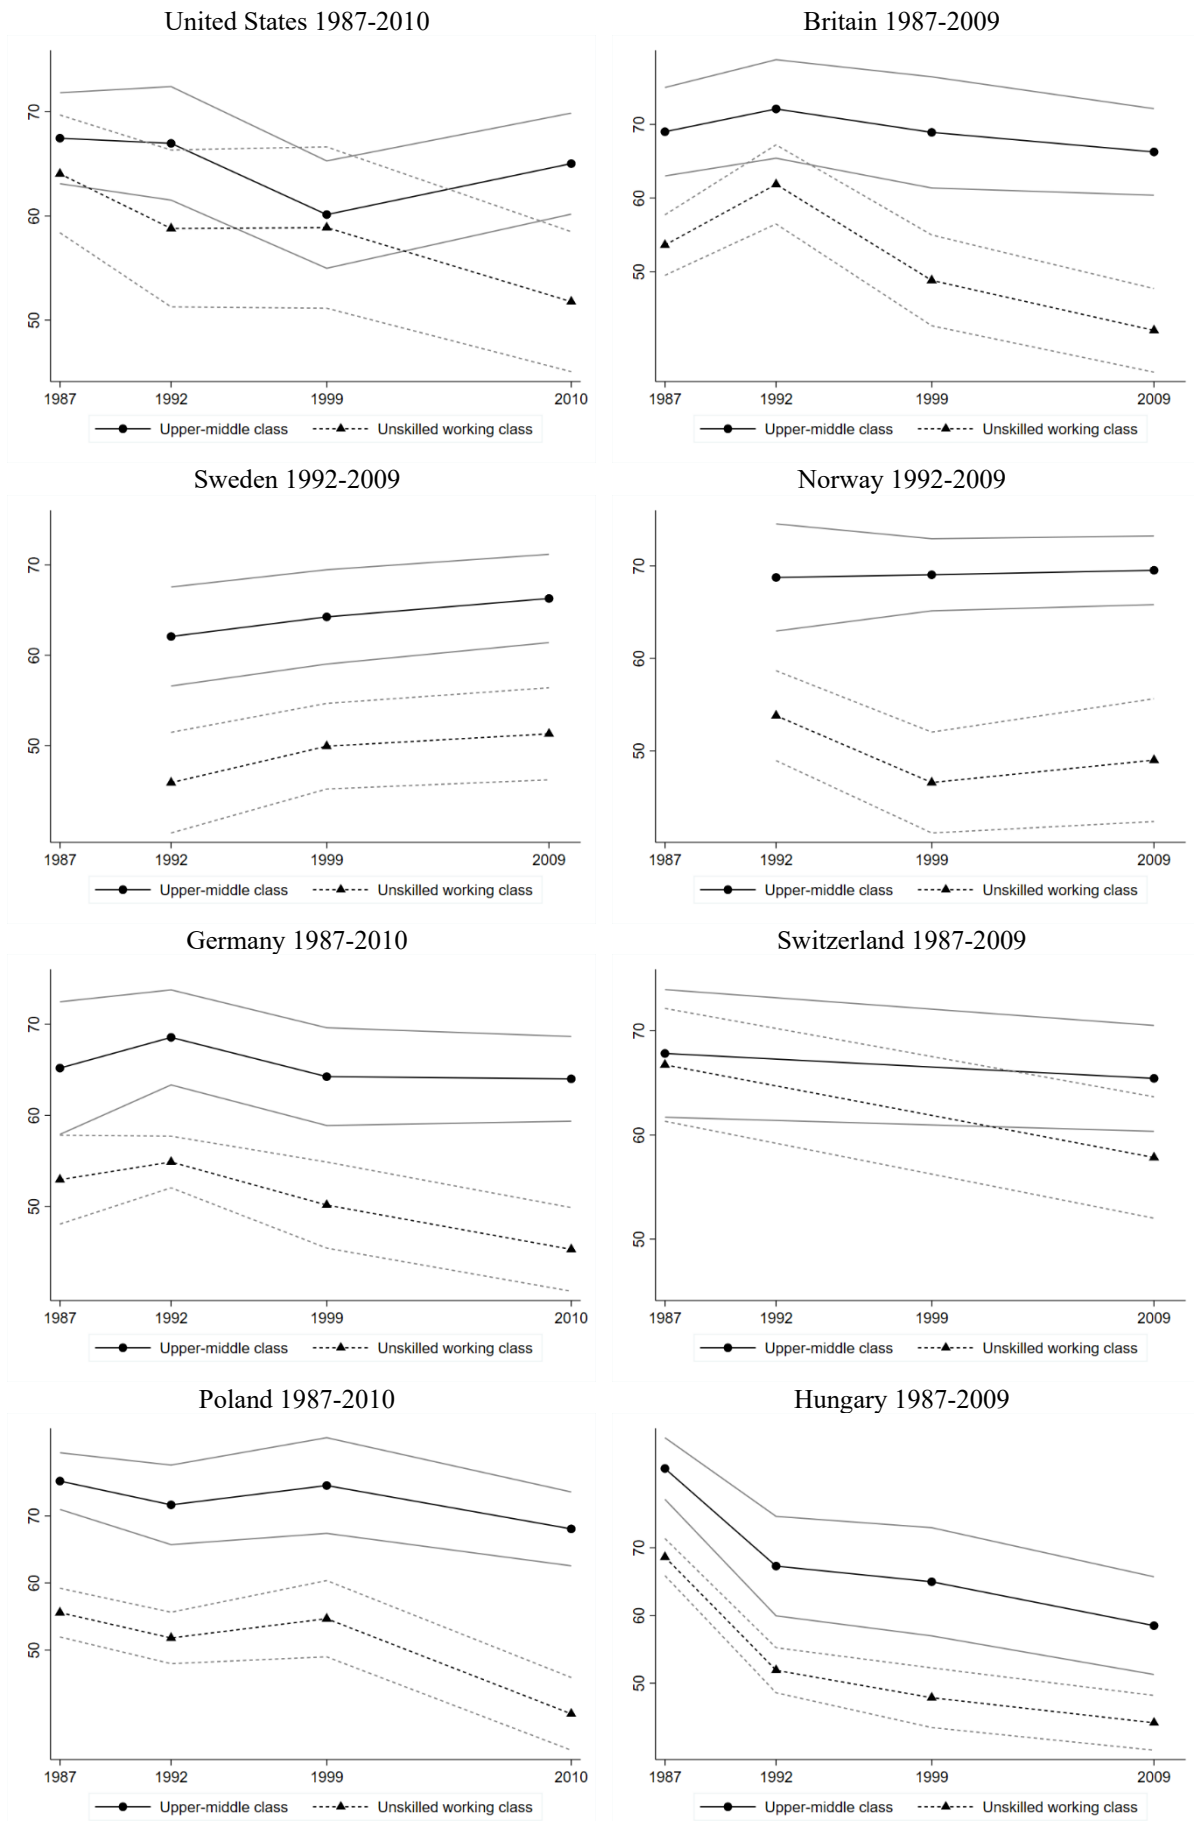 United States 1987-2010
70
60
50
1987 1992 1999 2010
Upper-middle class Unskilled working class
Britain 1987-2009
70
60
50
1987 1992 1999 2009
Upper-middle class Unskilled working class
Sweden 1992-2009
70
60
50
1987 1992 1999 2009
Upper-middle class Unskilled working class
Norway 1992-2009
70
60
50
1987 1992 1999 2009
Upper-middle class Unskilled working class
Germany 1987-2010
70
60
50
1987 1992 1999 2010
Upper-middle class Unskilled working class
Switzerland 1987-2009
70
60
50
1987 1992 1999 2009
Upper-middle class Unskilled working class
Poland 1987-2010
70
60
50
1987 1992 1999 2010
Upper-middle class Unskilled working class
Hungary 1987-2009
70
60
50
1987 1992 1999 2009
Upper-middle class Unskilled working class